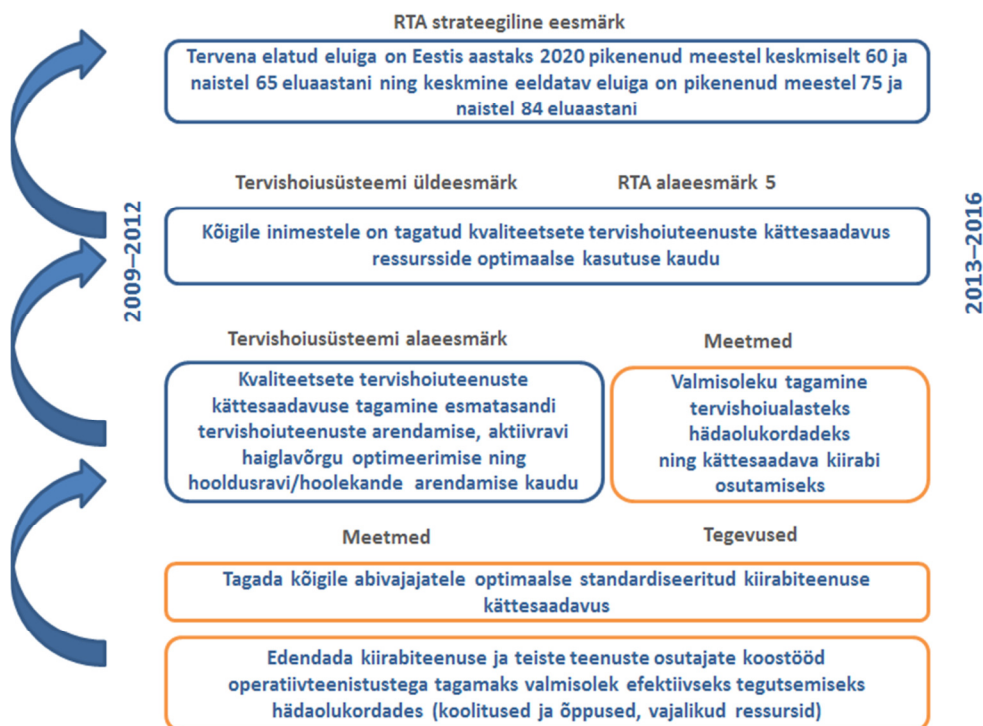 RTA strateegiline eesmärk
Tervena elatud eluiga on Eestis aastaks 2020 pikenenud meestel keskmiselt 60 ja
naistel 65 eluaastani ning keskmine eeldatav eluiga on pikenenud meestel 75 ja
naistel 84 eluaastani
2009–2012
2013–2016
Tervishoiusüsteemi üldeesmärk
RTA alaeesmärk 5
Kõigile inimestele on tagatud kvaliteetsete tervishoiuteenuste kättesaadavus
ressursside optimaalse kasutuse kaudu
Tervishoiusüsteemi alaeesmärk
Kvaliteetsete tervishoiuteenuste
kättesaadavuse tagamine esmatasandi
tervishoiuteenuste arendamise, aktiivravi
haiglavõrgu optimeerimise ning
hooldusravi/hoolekande arendamise kaudu
Meetmed
Valmisoleku tagamine
tervishoiualasteks
hädaolukordadeks
ning kättesaadava kiirabi
osutamiseks
Meetmed
Tegevused
Tagada kõigile abivajajatele optimaalse standardiseeritud kiirabiteenuse
kättesaadavus
Edendada kiirabiteenuse ja teiste teenuste osutajate koostööd
operatiivteenistustega tagamaks valmisolek efektiivseks tegutsemiseks
hädaolukordades (koolitused ja õppused, vajalikud ressursid)